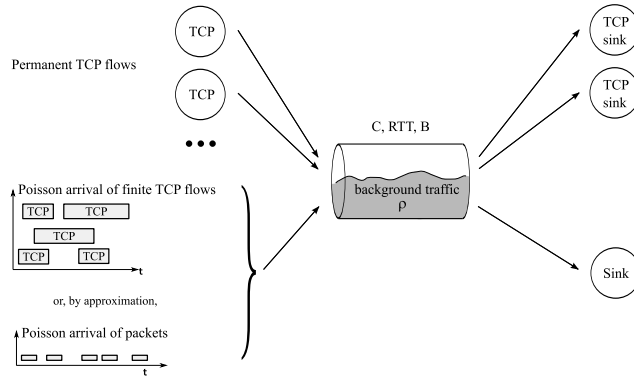 TCP
TCP
sink
Permanent TCP flows
TCP
TCP
sink
•••
C, RTT, B
Poisson arrival of finite TCP flows
background traffic
ρ
TCP
TCP
TCP
TCP
TCP
t
Sink
or, by approximation,
Poisson arrival of packets
t